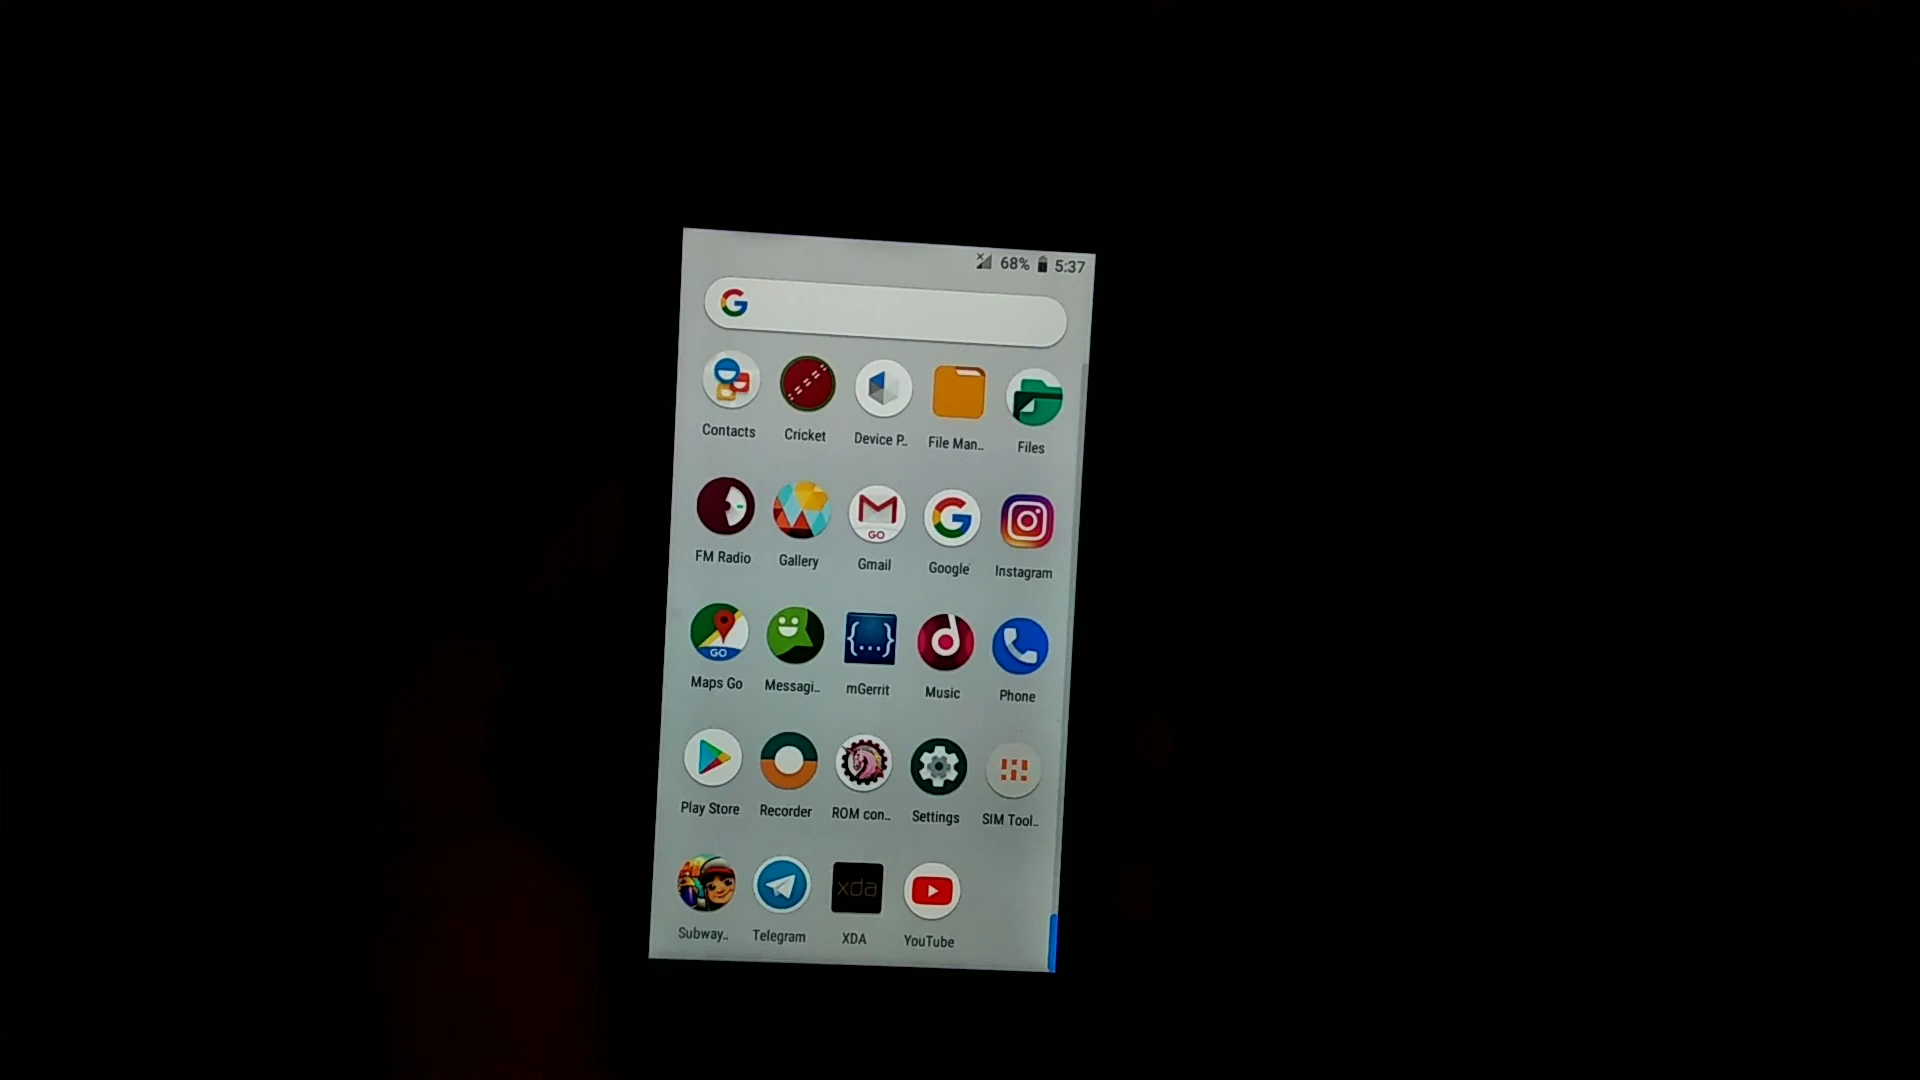 68% 5:37
G
Contacts Cricket Device P.. File Man.. Files
GO
FM Radio Gallery Gmail Google Instagram
GO {...}
Maps Go Messagi.. mGerrit Music Phone
Play Store Recorder ROM con.. Settings SIM Tool..
xda
Subway.. Telegram XDA YouTube